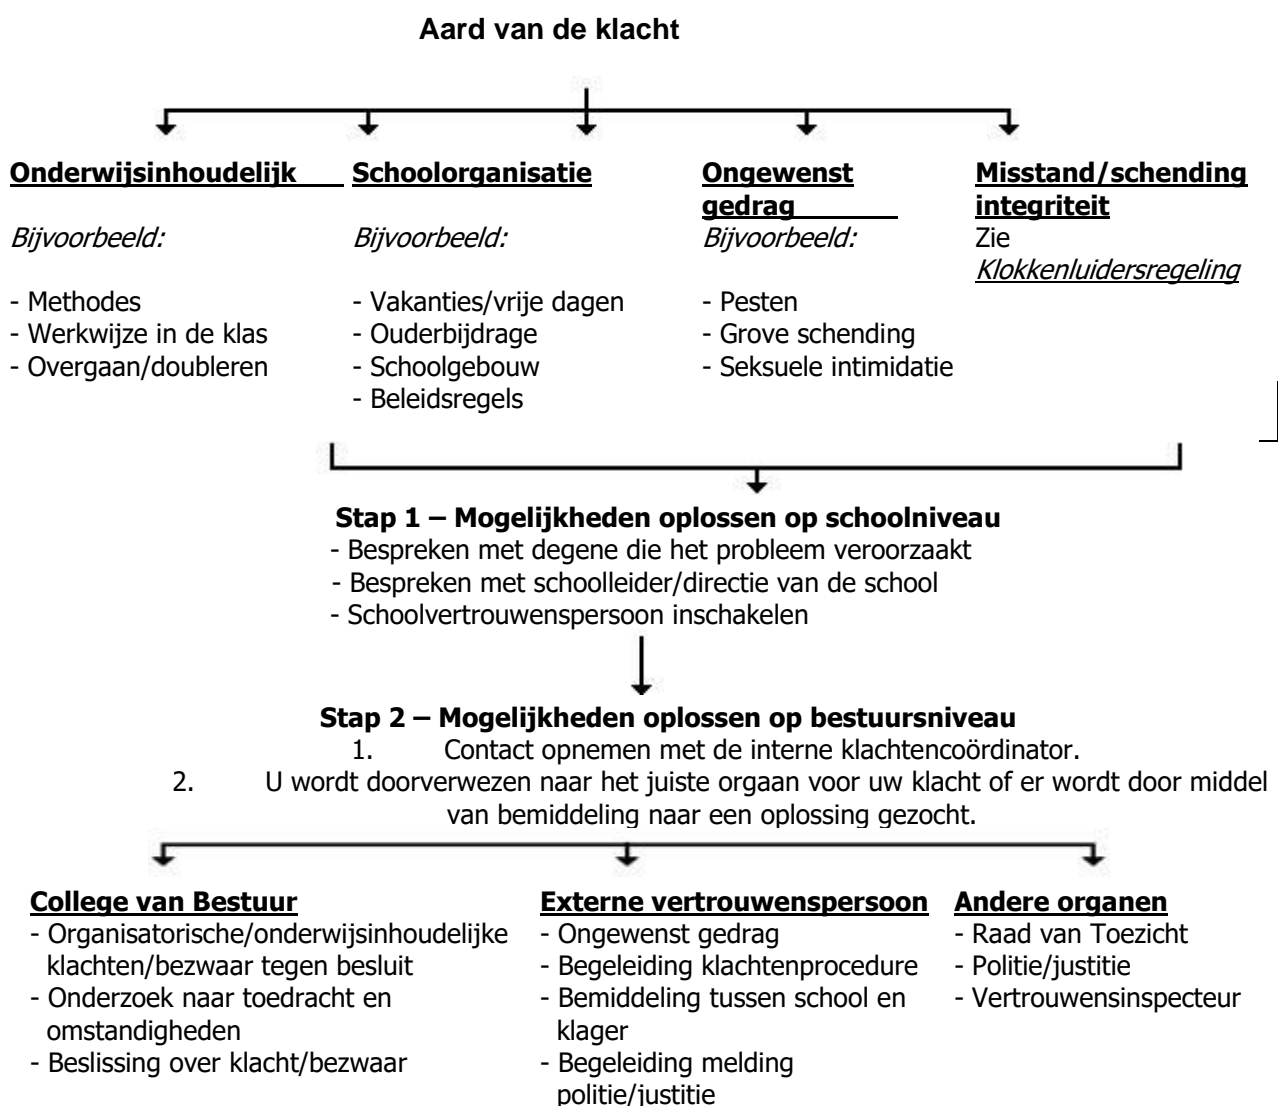 Aard van de klacht
Onderwijsinhoudelijk
Bijvoorbeeld:
- Methodes
- Werkwijze in de klas
- Overgaan/doubleren
Schoolorganisatie
Bijvoorbeeld:
- Vakanties/vrije dagen
- Ouderbijdrage
- Schoolgebouw
- Beleidsregels
Ongewenst
gedrag
Bijvoorbeeld:
- Pesten
- Grove schending
- Seksuele intimidatie
Misstand/schending
integriteit
Zie
Klokkenluidersregeling
Stap 1 – Mogelijkheden oplossen op schoolniveau
- Bespreken met degene die het probleem veroorzaakt
- Bespreken met schoolleider/directie van de school
- Schoolvertrouwenspersoon inschakelen
Stap 2 – Mogelijkheden oplossen op bestuursniveau
1. Contact opnemen met de interne klachtencoördinator.
2. U wordt doorverwezen naar het juiste orgaan voor uw klacht of er wordt door middel
van bemiddeling naar een oplossing gezocht.
College van Bestuur
- Organisatorische/onderwijsinhoudelijke
klachten/bezwaar tegen besluit
- Onderzoek naar toedracht en
omstandigheden
- Beslissing over klacht/bezwaar
Externe vertrouwenspersoon
- Ongewenst gedrag
- Begeleiding klachtenprocedure
- Bemiddeling tussen school en
klager
- Begeleiding melding
politie/justitie
Andere organen
- Raad van Toezicht
- Politie/justitie
- Vertrouwensinspecteur